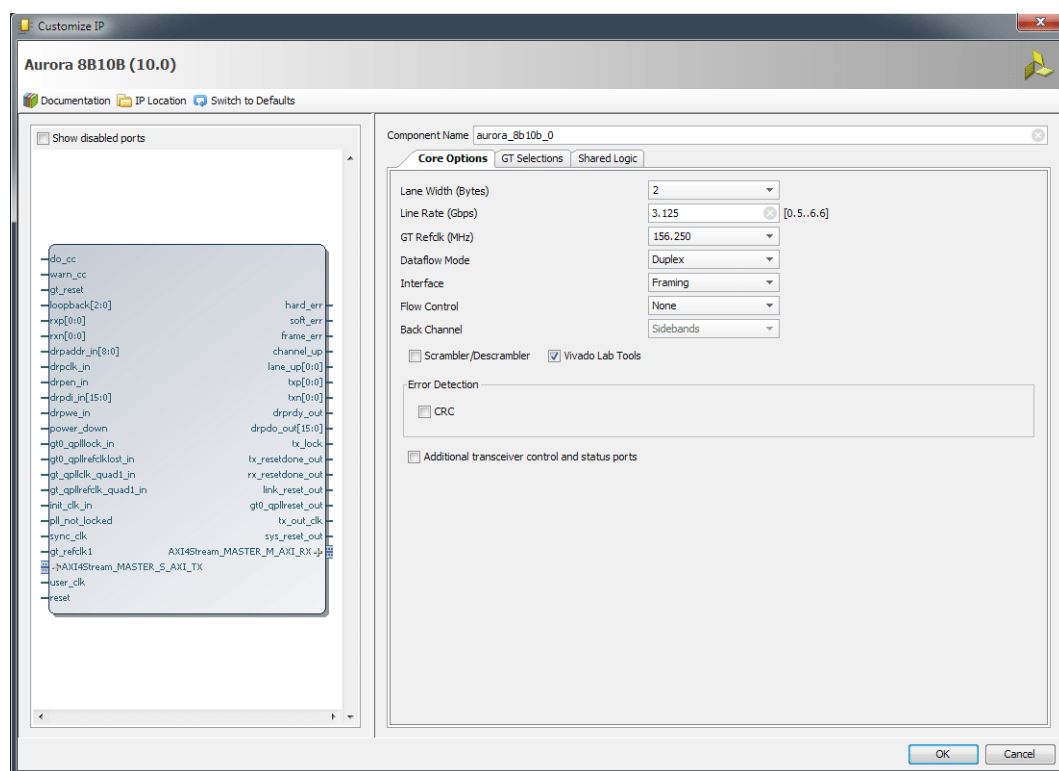 Customize IP
Aurora 8B10B (10.0)
Documentation IP Location Switch to Defaults
Show disabled ports
do_cc
warn_cc
gt_reset
loopback[2:0] hard_err
rxp[0:0] soft_err
rxn[0:0] frame_err
drpaddr_in[8:0] channel_up
drpclk_in lane_up[0:0]
drpen_in txp[0:0]
drpdi_in[15:0] txn[0:0]
drpwe_in drprdy_out
power_down drpdo_out[15:0]
gt0_qplllock_in tx_lock
gt0_qpllrefclklost_in tx_resetdone_out
gt_qpllclk_quad1_in rx_resetdone_out
gt_qpllrefclk_quad1_in link_reset_out
init_clk_in gt0_qpllreset_out
pll_not_locked tx_out_clk
sync_clk sys_reset_out
gt_refclk1 AXI4Stream_MASTER_M_AXI_RX
AXI4Stream_MASTER_S_AXI_TX
user_clk
reset
Component Name aurora_8b10b_0
Core Options GT Selections Shared Logic
Lane Width (Bytes) 2
Line Rate (Gbps) 3.125 [0.5..6.6]
GT Refclk (MHz) 156.250
Dataflow Mode Duplex
Interface Framing
Flow Control None
Back Channel Sidebands
Scrambler/Descrambler Vivado Lab Tools
Error Detection
CRC
Additional transceiver control and status ports
OK Cancel